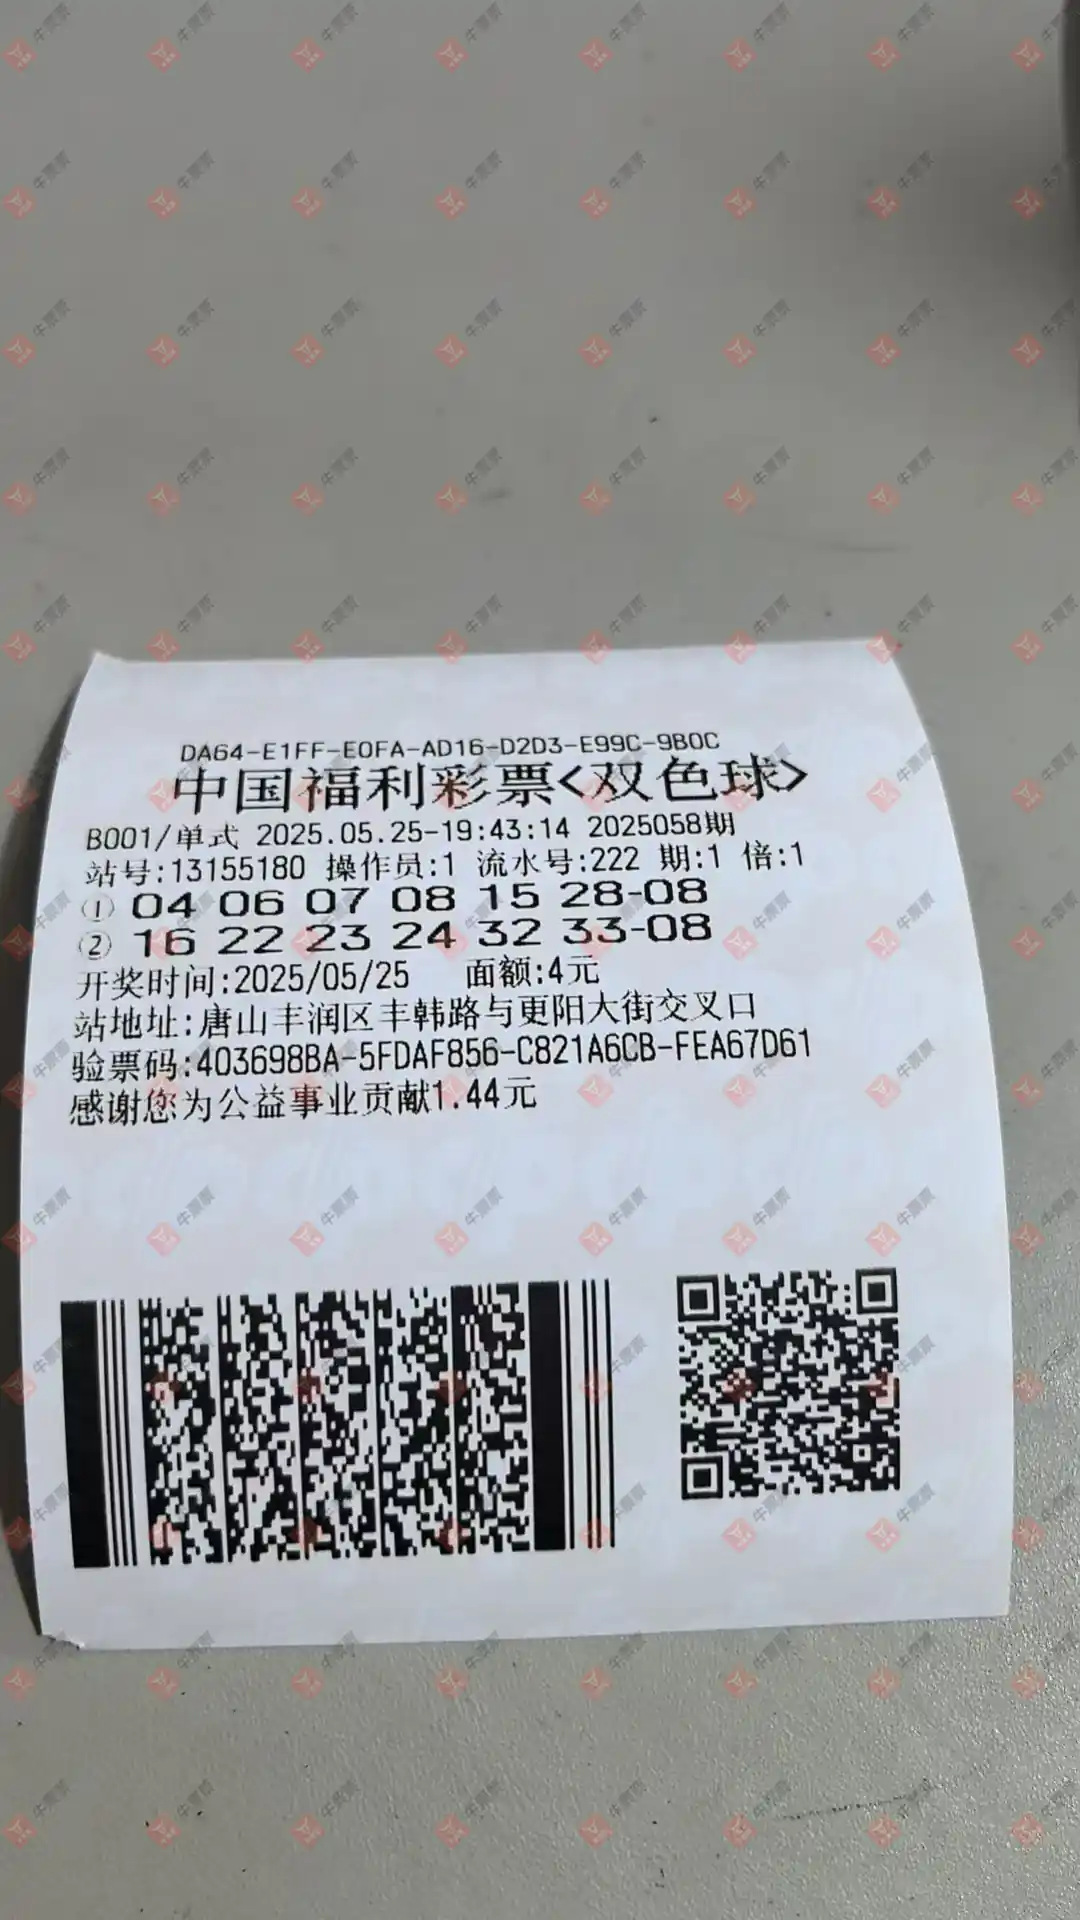 DA64-E1FF-E0FA-AD16-D2D3-E99C-9B0C
中国福利彩票<双色球>
B001/单式 2025.05.25-19:43:14 2025058期
站号:13155180 操作员:1 流水号:222 期:1 倍:1
① 04 06 07 08 15 28-08
② 16 22 23 24 32 33-08
开奖时间:2025/05/25 面额:4元
站地址:唐山丰润区丰韩路与更阳大街交叉口
验票码:403698BA-5FDAF856-C821A6CB-FEA67D61
感谢您为公益事业贡献1.44元
牛票票